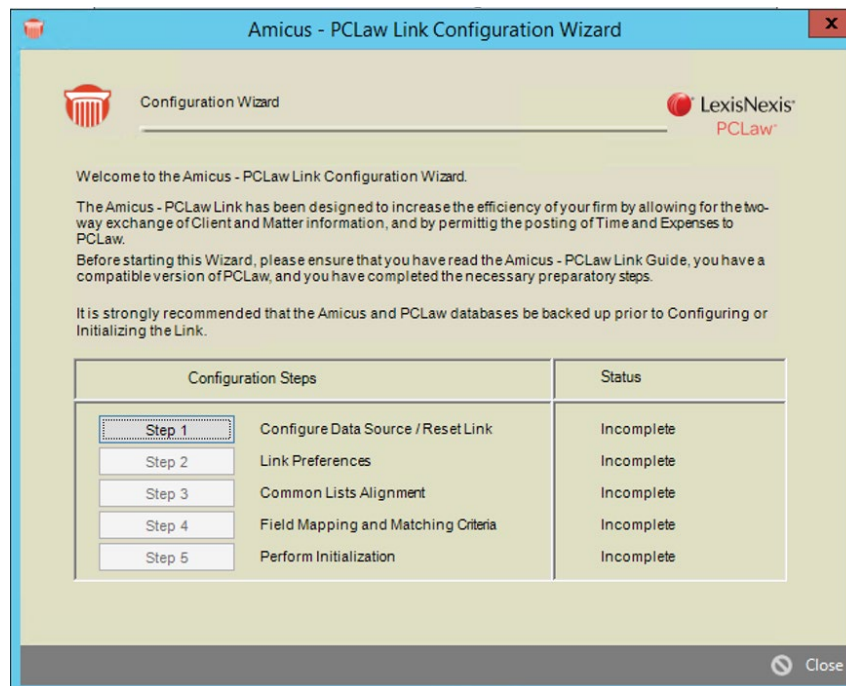 Amicus - PCLaw Link Configuration Wizard
x
Configuration Wizard
LexisNexis®
PCLaw™
Welcome to the Amicus - PCLaw Link Configuration Wizard.
The Amicus - PCLaw Link has been designed to increase the efficiency of your firm by allowing for the two-
way exchange of Client and Matter information, and by permittig the posting of Time and Expenses to
PCLaw.
Before starting this Wizard, please ensure that you have read the Amicus - PCLaw Link Guide, you have a
compatible version of PCLaw, and you have completed the necessary preparatory steps.
It is strongly recommended that the Amicus and PCLaw databases be backed up prior to Configuring or
Initializing the Link.
Configuration Steps Status
Step 1 Configure Data Source / Reset Link Incomplete
Step 2 Link Preferences Incomplete
Step 3 Common Lists Alignment Incomplete
Step 4 Field Mapping and Matching Criteria Incomplete
Step 5 Perform Initialization Incomplete
Close